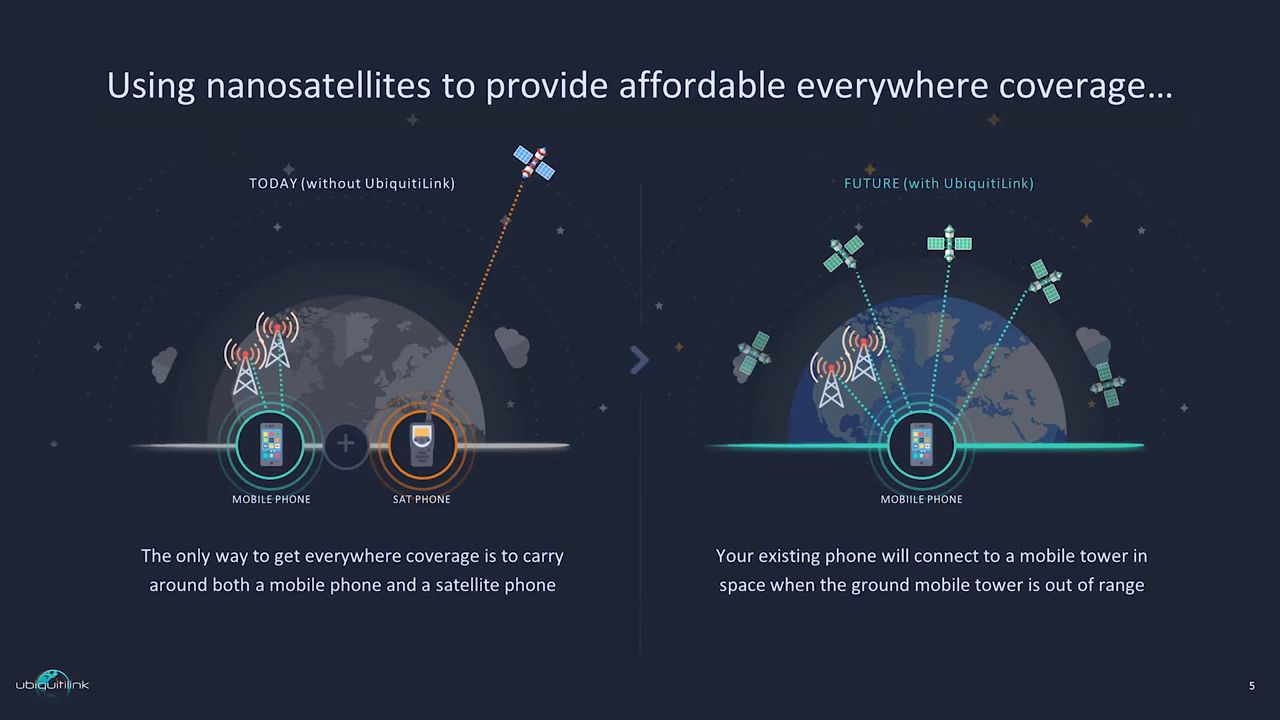 Using nanosatellites to provide affordable everywhere coverage...
TODAY (without UbiquitiLink)
MOBILE PHONE
SAT PHONE
The only way to get everywhere coverage is to carry
around both a mobile phone and a satellite phone
FUTURE (with UbiquitiLink)
MOBIILE PHONE
Your existing phone will connect to a mobile tower in
space when the ground mobile tower is out of range
ubiquitilink
5